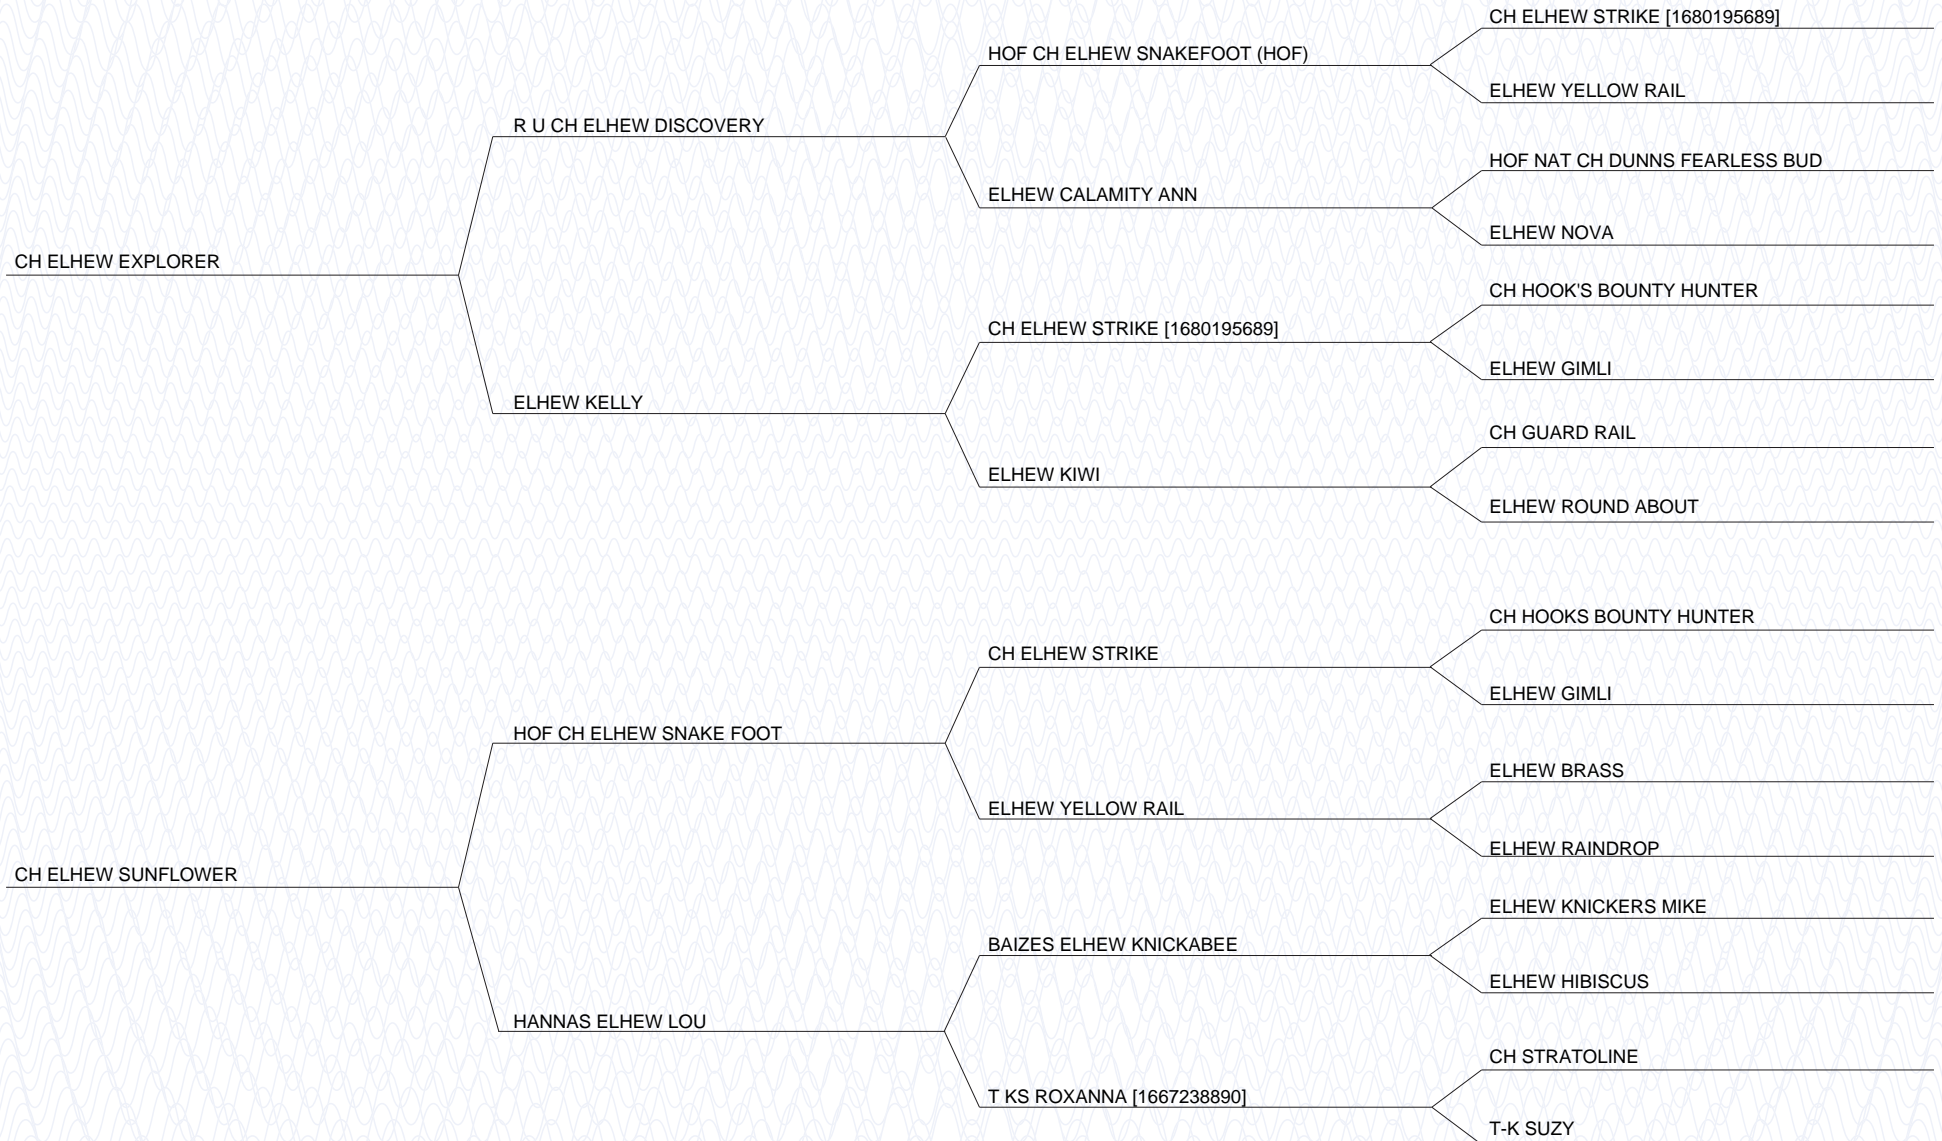 CH ELHEW STRIKE [1680195689]
HOF CH ELHEW SNAKEFOOT (HOF)
ELHEW YELLOW RAIL
R U CH ELHEW DISCOVERY
HOF NAT CH DUNNS FEARLESS BUD
ELHEW CALAMITY ANN
ELHEW NOVA
CH ELHEW EXPLORER
CH HOOK'S BOUNTY HUNTER
CH ELHEW STRIKE [1680195689]
ELHEW GIMLI
ELHEW KELLY
CH GUARD RAIL
ELHEW KIWI
ELHEW ROUND ABOUT
CH HOOKS BOUNTY HUNTER
CH ELHEW STRIKE
ELHEW GIMLI
HOF CH ELHEW SNAKE FOOT
ELHEW BRASS
ELHEW YELLOW RAIL
ELHEW RAINDROP
CH ELHEW SUNFLOWER
ELHEW KNICKERS MIKE
BAIZES ELHEW KNICKABEE
ELHEW HIBISCUS
HANNAS ELHEW LOU
CH STRATOLINE
T KS ROXANNA [1667238890]
T-K SUZY